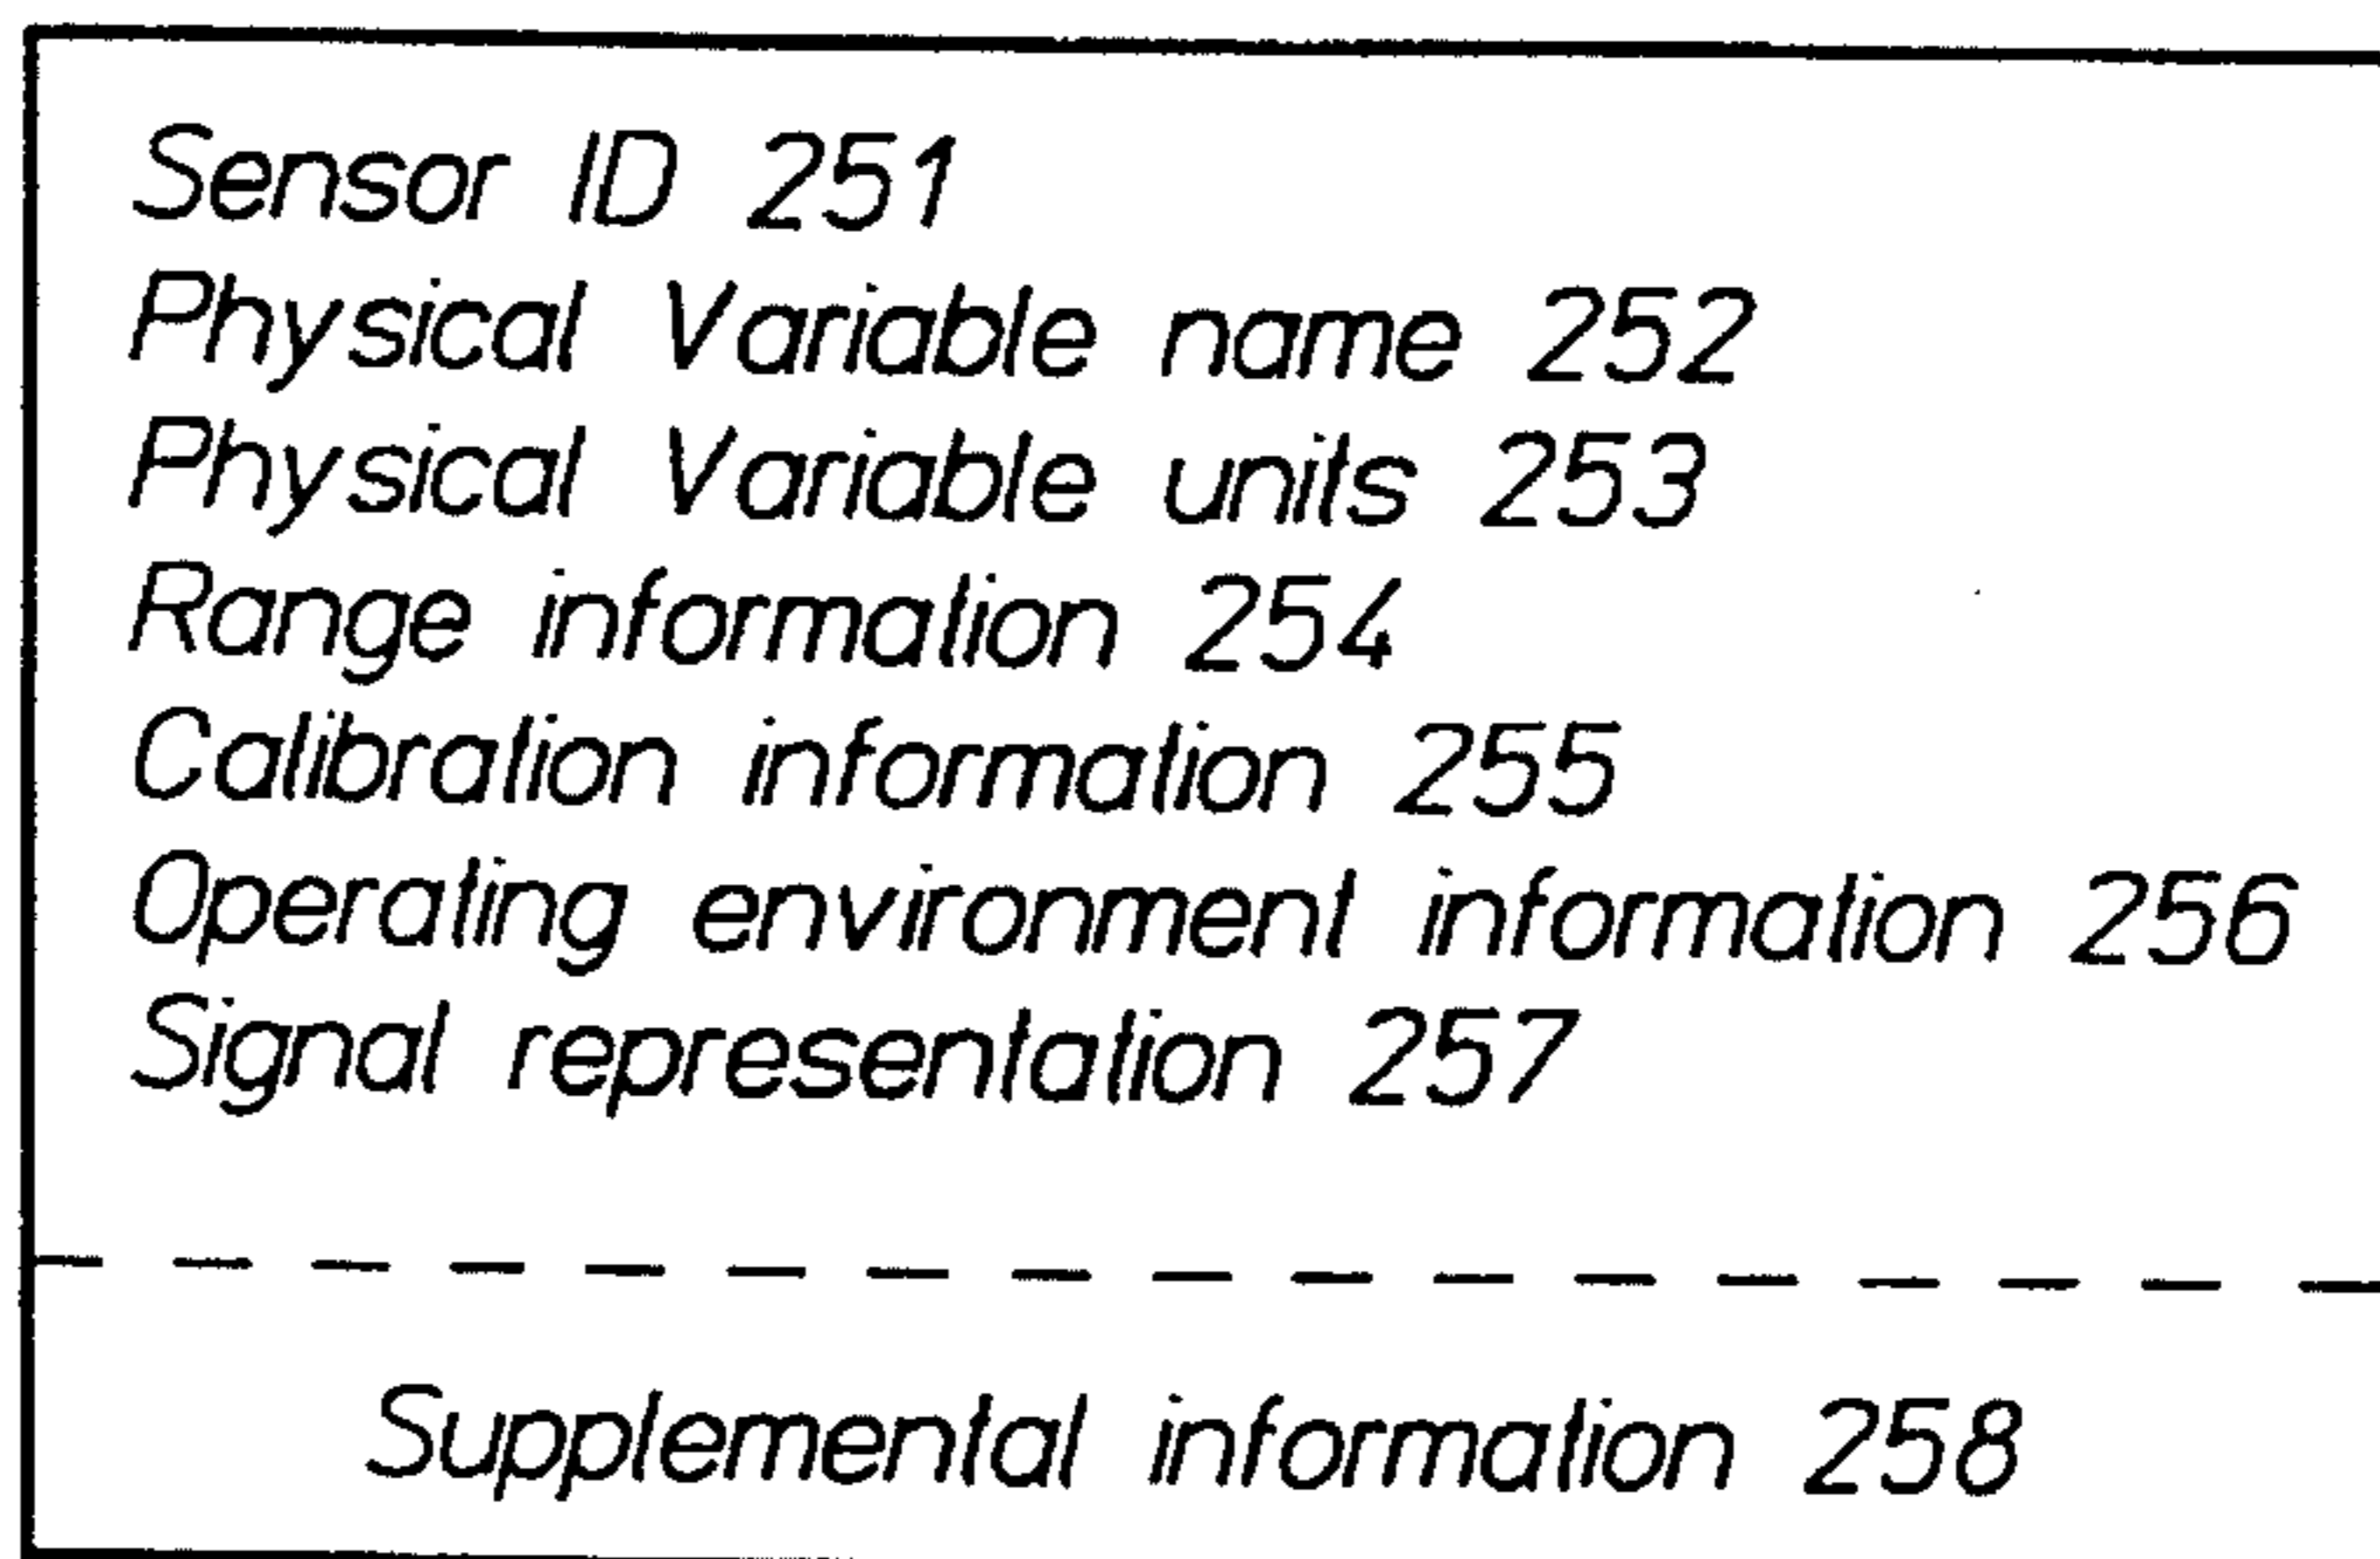 Sensor ID 251
Physical Variable name 252
Physical Variable units 253
Range information 254
Calibration information 255
Operating environment information 256
Signal representation 257
Supplemental information 258